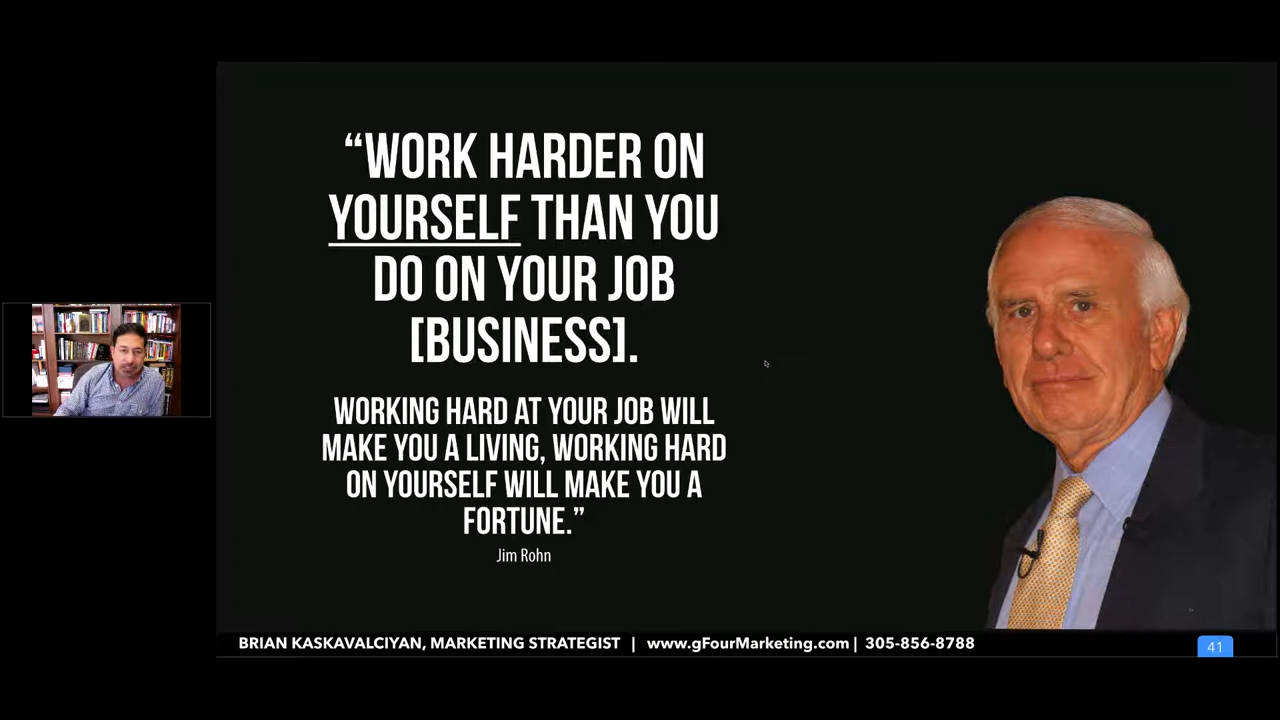 “WORK HARDER ON
YOURSELF THAN YOU
DO ON YOUR JOB
[BUSINESS].
WORKING HARD AT YOUR JOB WILL
MAKE YOU A LIVING, WORKING HARD
ON YOURSELF WILL MAKE YOU A
FORTUNE.”
Jim Rohn
BRIAN KASKAVALCIYAN, MARKETING STRATEGIST | www.gFourMarketing.com | 305-856-8788
41